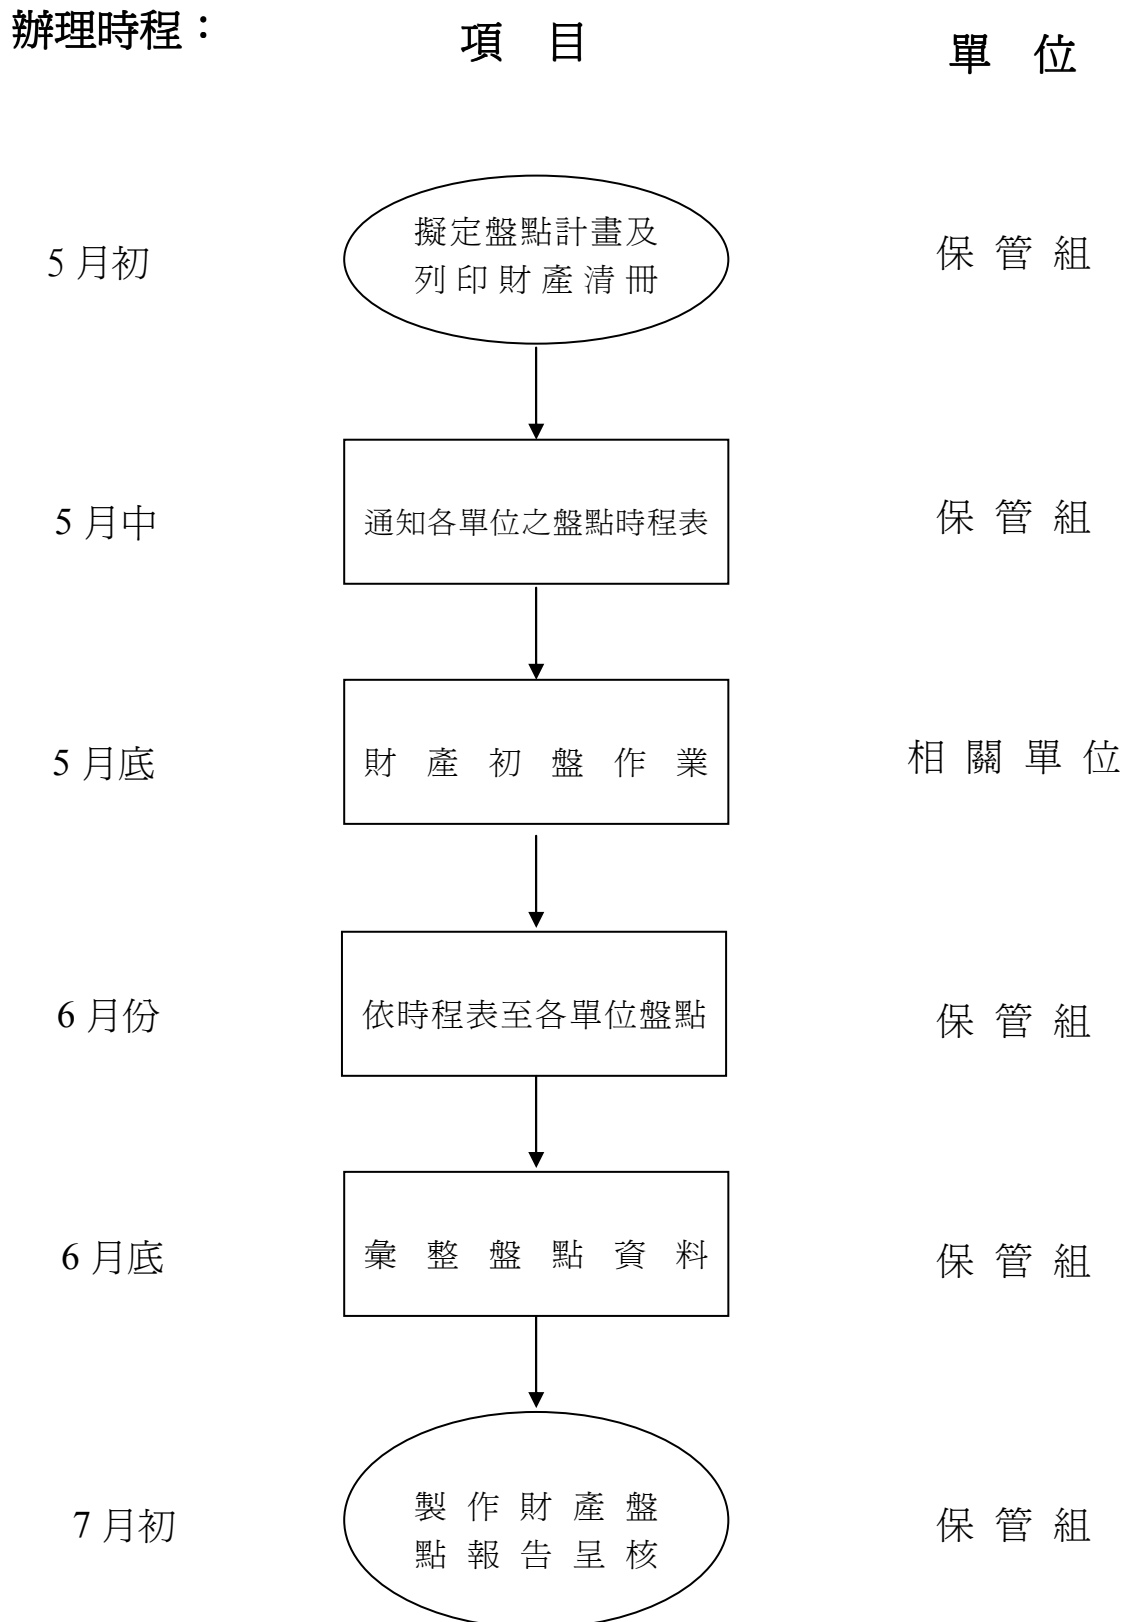 辦理時程： 項 目 單 位
5 月初 擬定盤點計畫及 保 管 組
列印財產清冊
5 月中 通知各單位之盤點時程表 保 管 組
5 月底 財 產 初 盤 作 業 相 關 單 位
6 月份 依時程表至各單位盤點 保 管 組
6 月底 彙 整 盤 點 資 料 保 管 組
7 月初 製 作 財 產 盤 保 管 組
點 報 告 呈 核